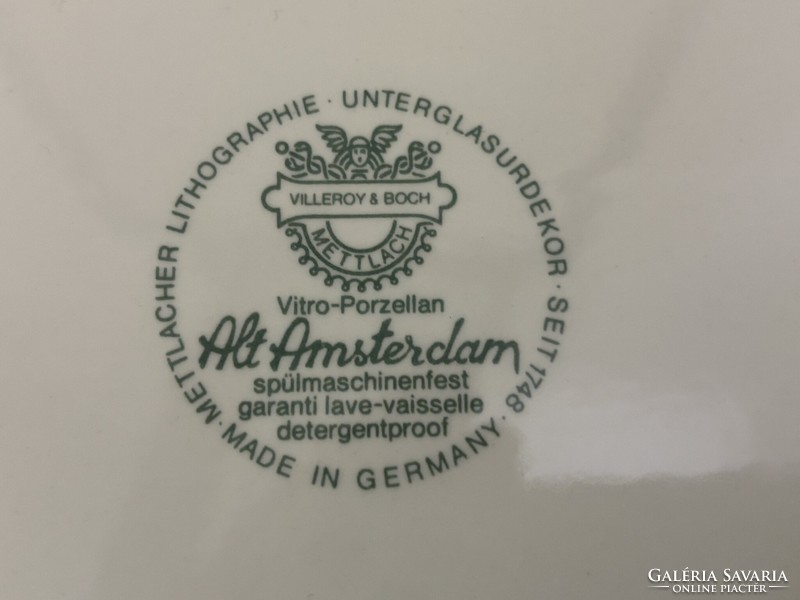 METTLACHER LITHOGRAPHIE · UNTERGLASURDEKOR · SEIT 1748 ·
VILLEROY & BOCH
METTLACH
Vitro-Porzellan
Alt Amsterdam
spülmaschinenfest
garanti lave-vaisselle
detergentproof
· MADE IN GERMANY ·
GALÉRIA SAVARIA
ONLINE PIACTÉR